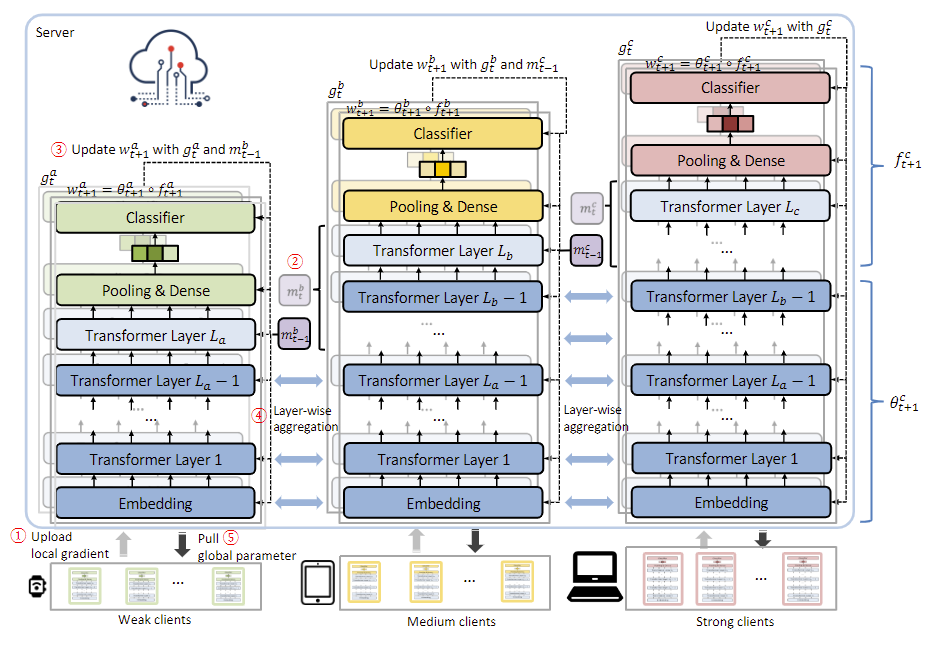 Server
Update $w_{t+1}^{c}$ with $g_t^{c}$
$g_t^{c}$
$w_{t+1}^{c} = \theta_{t+1}^{c} \circ f_{t+1}^{c}$
Classifier
Pooling & Dense
$m_t^{c}$
Transformer Layer $L_c$
...
...
Transformer Layer $L_b - 1$
...
...
Transformer Layer $L_a - 1$
...
...
Transformer Layer 1
Embedding
$f_{t+1}^{c}$
$\theta_{t+1}^{c}$
Update $w_{t+1}^{b}$ with $g_t^{b}$ and $m_{t-1}^{c}$
$g_t^{b}$
$w_{t+1}^{b} = \theta_{t+1}^{b} \circ f_{t+1}^{b}$
Classifier
Pooling & Dense
Transformer Layer $L_b$
$m_{t-1}^{c}$
Transformer Layer $L_b - 1$
...
...
Transformer Layer $L_a - 1$
...
...
Transformer Layer 1
Embedding
Layer-wise
aggregation
③ Update $w_{t+1}^{a}$ with $g_t^{a}$ and $m_{t-1}^{b}$
$g_t^{a}$
$w_{t+1}^{a} = \theta_{t+1}^{a} \circ f_{t+1}^{a}$
Classifier
②
Pooling & Dense
$m_t^{b}$
Transformer Layer $L_a$
$m_{t-1}^{b}$
Transformer Layer $L_a - 1$
...
...
④ Layer-wise
aggregation
Transformer Layer 1
Embedding
① Upload
local gradient
Pull ⑤
global parameter
...
...
...
Weak clients
Medium clients
Strong clients